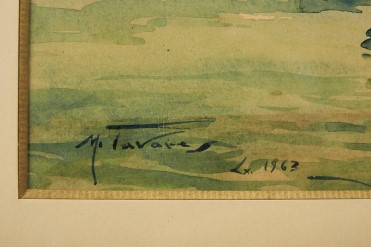 M. Tavares
Lx. 1963